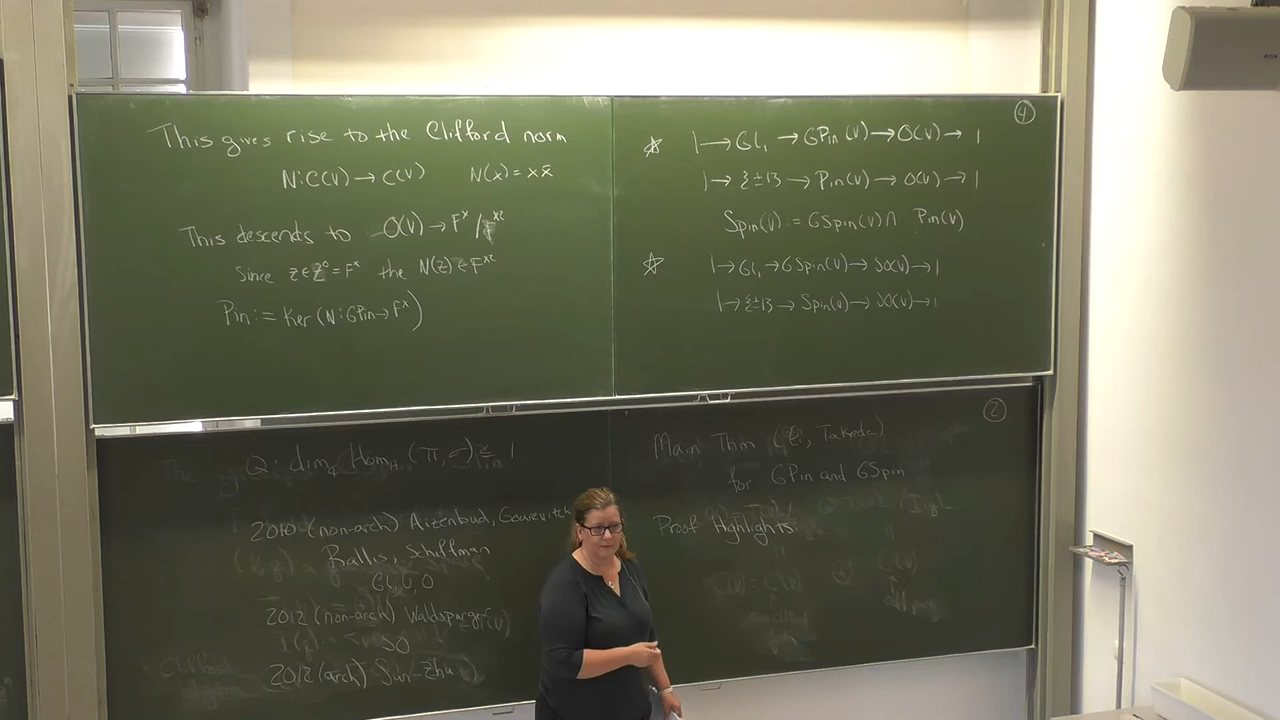 This gives rise to the Clifford norm
N: C(V) → C(V) N(x) = x x̄
This descends to O(V) → F^× / F^×2
Since z ∈ Z° = F^× the N(z) ∈ F^×2
Pin := Ker (N: GPin → F^×)
④
☆ 1 → GL₁ → GPin(V) → O(V) → 1
1 → {±1} → Pin(V) → O(V) → 1
Spin(V) := GSpin(V) ∩ Pin(V)
☆ 1 → GL₁ → GSpin(V) → SO(V) → 1
1 → {±1} → Spin(V) → SO(V) → 1
Q: dim Hom (π, σ) ≤ 1
2010 (non-arch) Aizenbud, Gourevitch
Rallis, Schiffman
GL, U, O
2012 (non-arch) Waldspurger
SO
2012 (arch) Sun-Zhu
②
Main Thm (E, Takeda)
for GPin and GSpin
Proof Highlights: